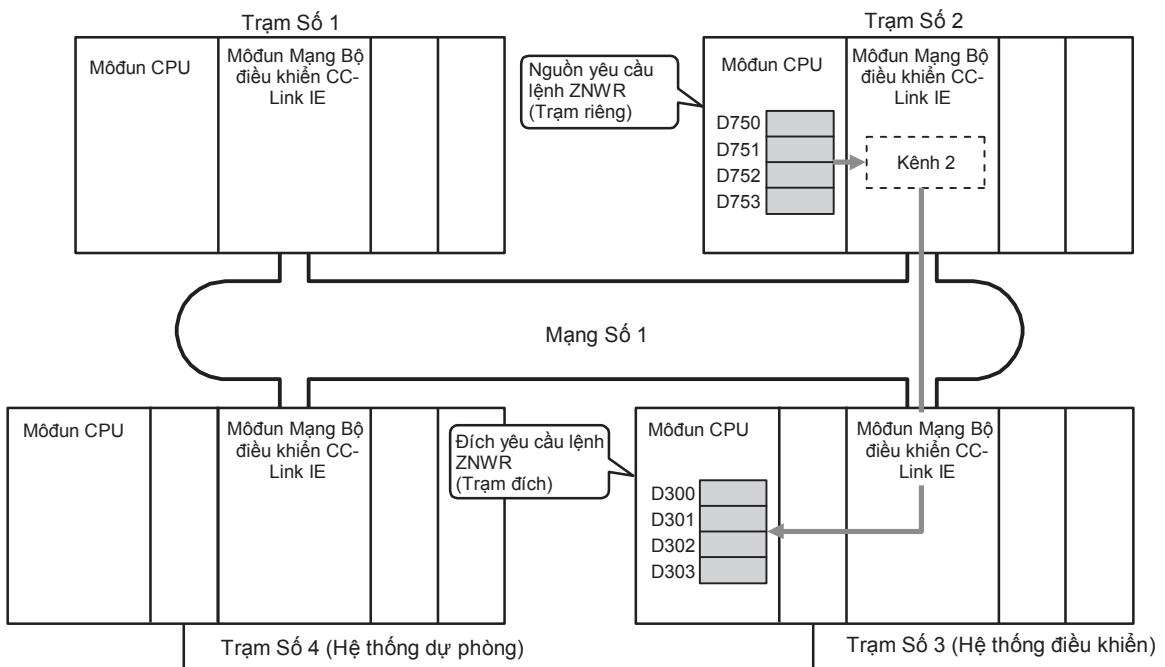 Trạm Số 1
Môđun CPU
Môđun Mạng Bộ
điều khiển CC-
Link IE
Trạm Số 2
Nguồn yêu cầu
lệnh ZNWR
(Trạm riêng)
Môđun CPU
D750
D751
D752
D753
Môđun Mạng Bộ
điều khiển CC-
Link IE
Kênh 2
Mạng Số 1
Môđun CPU
Môđun Mạng Bộ
điều khiển CC-
Link IE
Trạm Số 4 (Hệ thống dự phòng)
Đích yêu cầu lệnh
ZNWR
(Trạm đích)
Môđun CPU
D300
D301
D302
D303
Môđun Mạng Bộ
điều khiển CC-
Link IE
Trạm Số 3 (Hệ thống điều khiển)